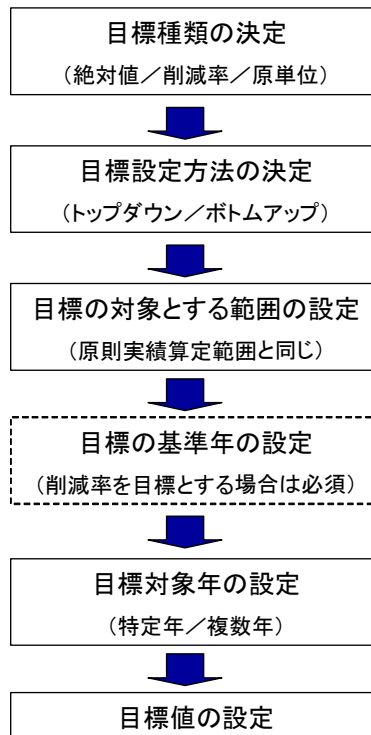 目標種類の決定
（絶対値／削減率／原単位）
目標設定方法の決定
（トップダウン／ボトムアップ）
目標の対象とする範囲の設定
（原則実績算定範囲と同じ）
目標の基準年の設定
（削減率を目標とする場合は必須）
目標対象年の設定
（特定年／複数年）
目標値の設定